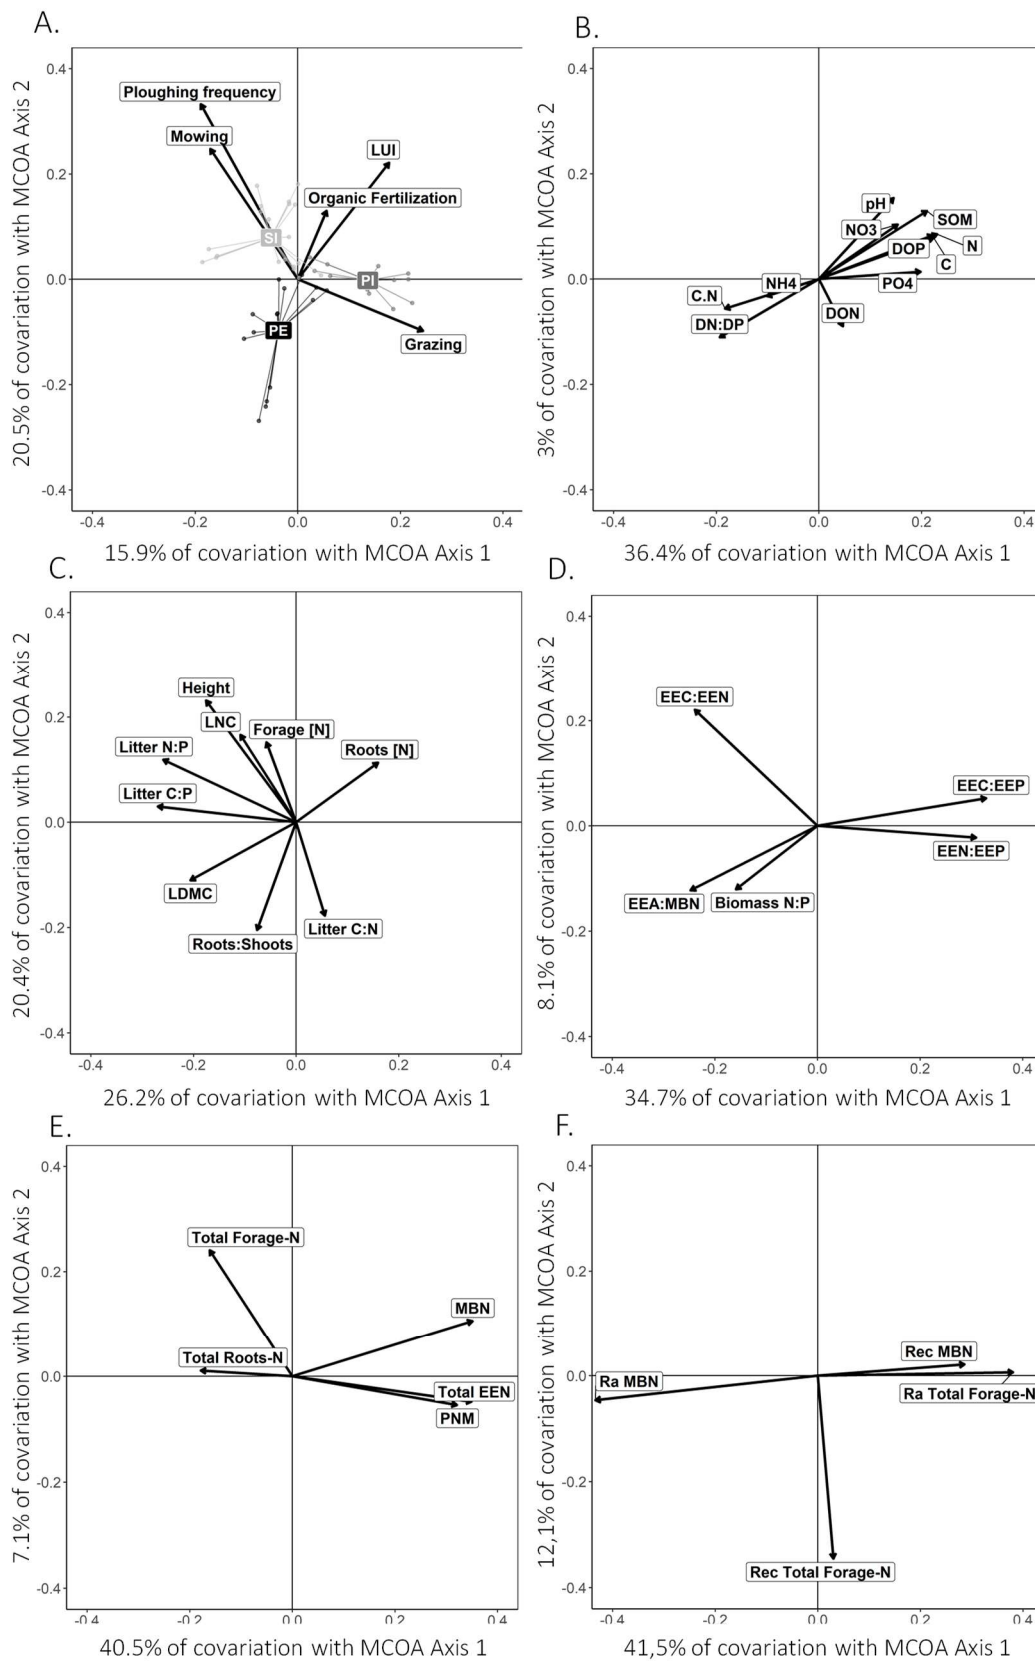 A.
20.5% of covariation with MCOA Axis 2
0.4
0.2
0.0
-0.2
-0.4
Ploughing frequency
Mowing
LUI
Organic Fertilization
SI
PI
PE
Grazing
-0.4
-0.2
0.0
0.2
0.4
15.9% of covariation with MCOA Axis 1
B.
3% of covariation with MCOA Axis 2
0.4
0.2
0.0
-0.2
-0.4
pH
SOM
NO3
N
DOP
C
NH4
PO4
C.N
DON
DN:DP
-0.4
-0.2
0.0
0.2
0.4
36.4% of covariation with MCOA Axis 1
C.
20.4% of covariation with MCOA Axis 2
0.4
0.2
0.0
-0.2
-0.4
Height
LNC
Forage [N]
Litter N:P
Roots [N]
Litter C:P
LDMC
Litter C:N
Roots:Shoots
-0.4
-0.2
0.0
0.2
0.4
26.2% of covariation with MCOA Axis 1
D.
8.1% of covariation with MCOA Axis 2
0.4
0.2
0.0
-0.2
-0.4
EEC:EEN
EEC:EEP
EEN:EEP
EEA:MBN
Biomass N:P
-0.4
-0.2
0.0
0.2
0.4
34.7% of covariation with MCOA Axis 1
E.
7.1% of covariation with MCOA Axis 2
0.4
0.2
0.0
-0.2
-0.4
Total Forage-N
MBN
Total Roots-N
Total EEN
PNM
-0.4
-0.2
0.0
0.2
0.4
40.5% of covariation with MCOA Axis 1
F.
12,1% of covariation with MCOA Axis 2
0.4
0.2
0.0
-0.2
-0.4
Rec MBN
Ra MBN
Ra Total Forage-N
Rec Total Forage-N
-0.4
-0.2
0.0
0.2
0.4
41,5% of covariation with MCOA Axis 1